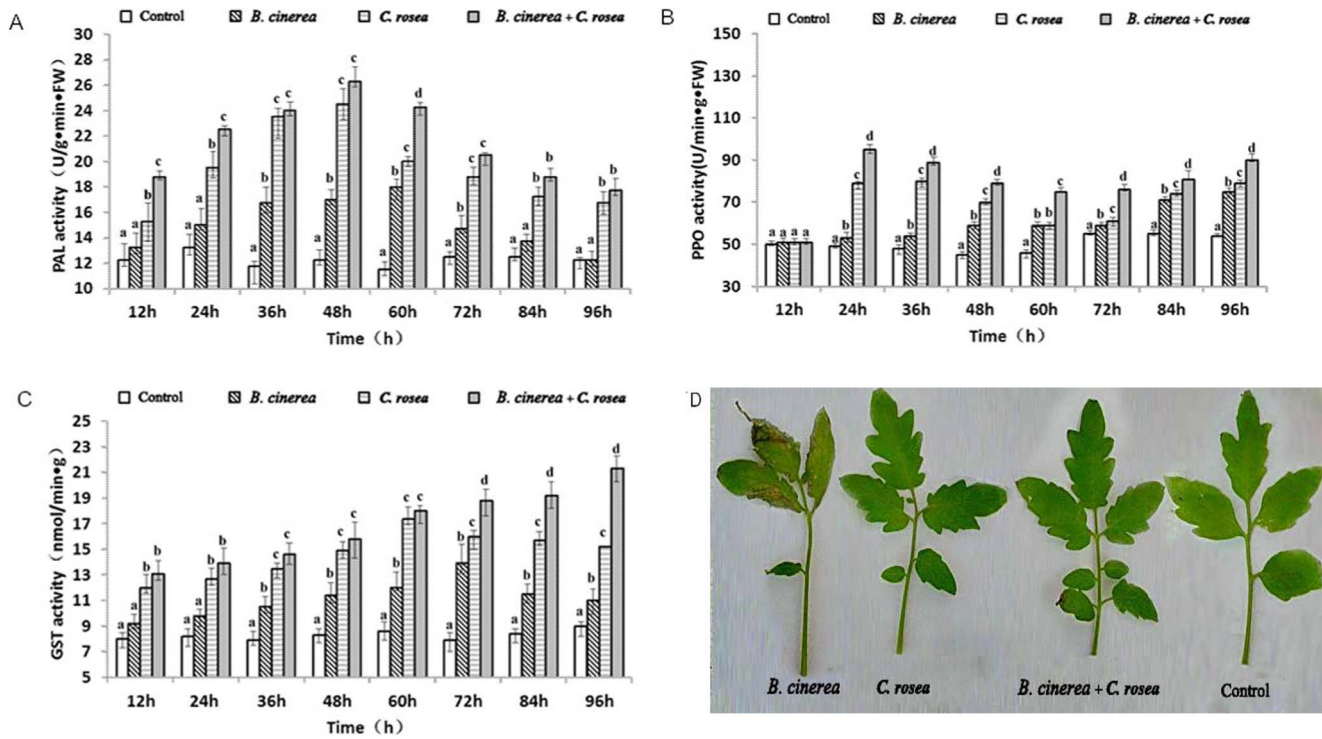 A
Control B. cinerea C. rosea B. cinerea + C. rosea
PAL activity（U/g•min•FW）
28
26
24
22
20
18
16
14
12
10
a a b c
a a b c
a b c c
a b c c
a b c d
a b c c
a a b b
a a b b
12h 24h 36h 48h 60h 72h 84h 96h
Time（h）
B
Control B. cinerea C. rosea B. cinerea + C. rosea
PPO activity(U/min•g•FW)
150
130
110
90
70
50
30
a a a a
a b c d
a b c d
a b c d
a b b c
a b c d
a b c d
a b c d
12h 24h 36h 48h 60h 72h 84h 96h
Time（h）
C
Control B. cinerea C. rosea B. cinerea + C. rosea
GST activity（nmol/min•g）
25
23
21
19
17
15
13
11
9
7
5
a a b b
a a b b
a b c c
a b c c
a b c c
a b c d
a b c d
a b c d
12h 24h 36h 48h 60h 72h 84h 96h
Time（h）
D
B. cinerea C. rosea B. cinerea + C. rosea Control